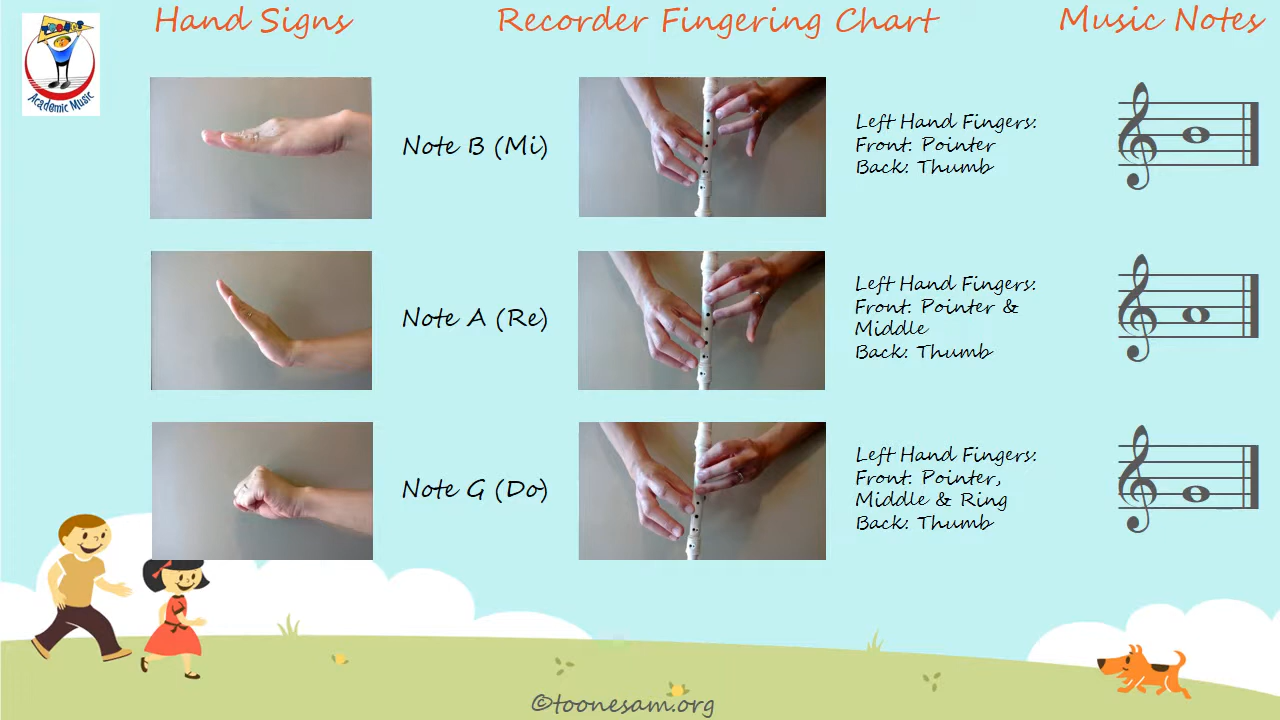 Hand Signs
Recorder Fingering Chart
Music Notes
Academic Music
Note B (Mi)
Left Hand Fingers:
Front: Pointer
Back: Thumb
Note A (Re)
Left Hand Fingers:
Front: Pointer &
Middle
Back: Thumb
Note G (Do)
Left Hand Fingers:
Front: Pointer,
Middle & Ring
Back: Thumb
©toonesam.org